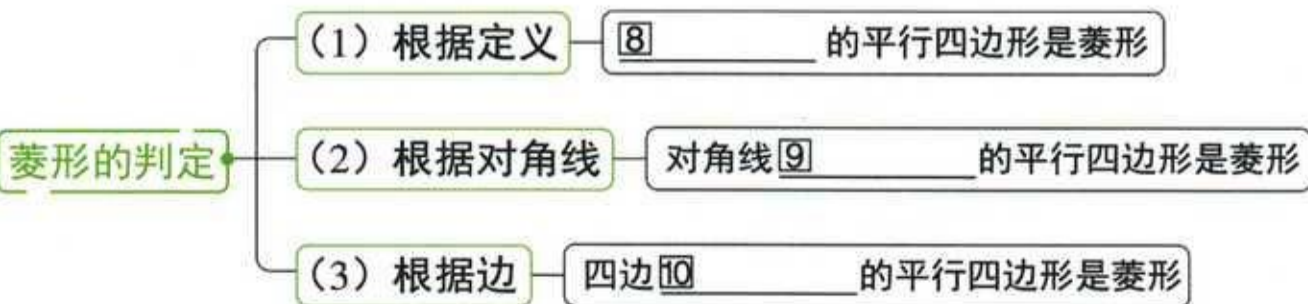 (1) 根据定义
8 的平行四边形是菱形
菱形的判定
(2) 根据对角线
对角线9 的平行四边形是菱形
(3) 根据边
四边10 的平行四边形是菱形